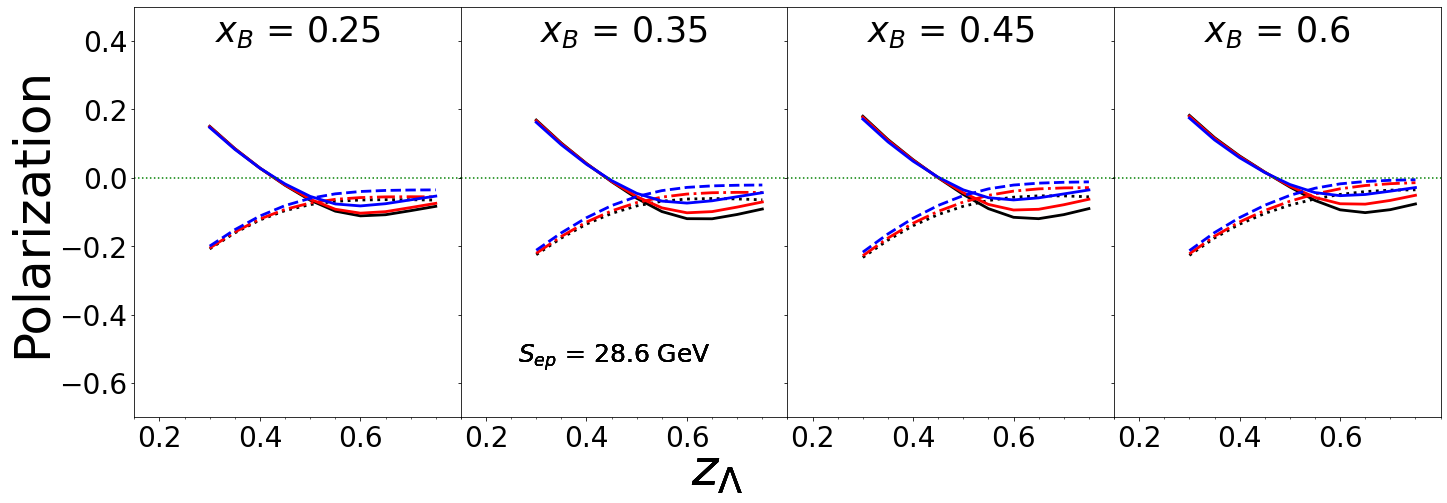 x_B = 0.25 x_B = 0.35 x_B = 0.45 x_B = 0.6
Polarization
0.4
0.2
0.0
−0.2
−0.4
−0.6
S_ep = 28.6 GeV
0.2 0.4 0.6 0.2 0.4 0.6 0.2 0.4 0.6 0.2 0.4 0.6
z_Λ